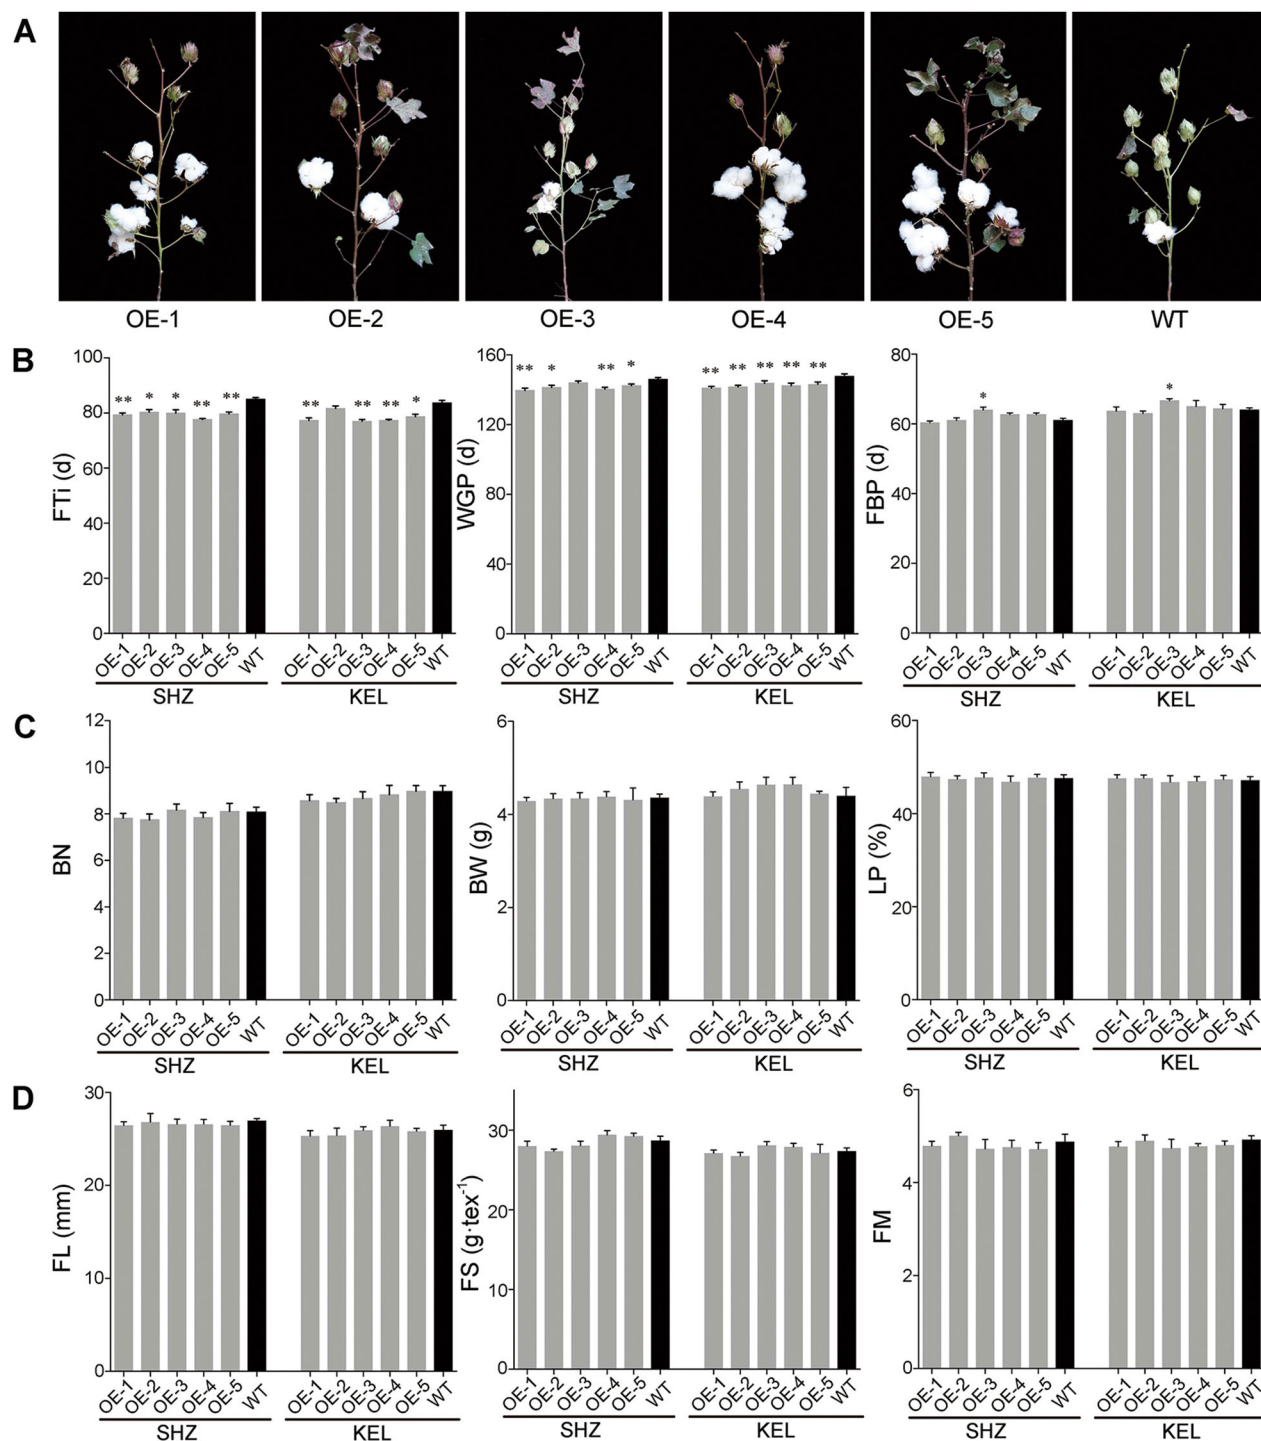 A
OE-1 OE-2 OE-3 OE-4 OE-5 WT
B
FTi (d)
100
80
60
40
20
0
** * * ** **
** ** ** *
OE-1 OE-2 OE-3 OE-4 OE-5 WT
OE-1 OE-2 OE-3 OE-4 OE-5 WT
SHZ KEL
WGP (d)
160
120
80
40
0
** * ** *
** ** ** ** **
OE-1 OE-2 OE-3 OE-4 OE-5 WT
OE-1 OE-2 OE-3 OE-4 OE-5 WT
SHZ KEL
FBP (d)
80
60
40
20
0
*
*
OE-1 OE-2 OE-3 OE-4 OE-5 WT
OE-1 OE-2 OE-3 OE-4 OE-5 WT
SHZ KEL
C
BN
12
10
8
6
4
2
0
OE-1 OE-2 OE-3 OE-4 OE-5 WT
OE-1 OE-2 OE-3 OE-4 OE-5 WT
SHZ KEL
BW (g)
6
4
2
0
OE-1 OE-2 OE-3 OE-4 OE-5 WT
OE-1 OE-2 OE-3 OE-4 OE-5 WT
SHZ KEL
LP (%)
60
40
20
0
OE-1 OE-2 OE-3 OE-4 OE-5 WT
OE-1 OE-2 OE-3 OE-4 OE-5 WT
SHZ KEL
D
FL (mm)
30
20
10
0
OE-1 OE-2 OE-3 OE-4 OE-5 WT
OE-1 OE-2 OE-3 OE-4 OE-5 WT
SHZ KEL
FS (g·tex⁻¹)
30
20
10
0
OE-1 OE-2 OE-3 OE-4 OE-5 WT
OE-1 OE-2 OE-3 OE-4 OE-5 WT
SHZ KEL
FM
6
4
2
0
OE-1 OE-2 OE-3 OE-4 OE-5 WT
OE-1 OE-2 OE-3 OE-4 OE-5 WT
SHZ KEL